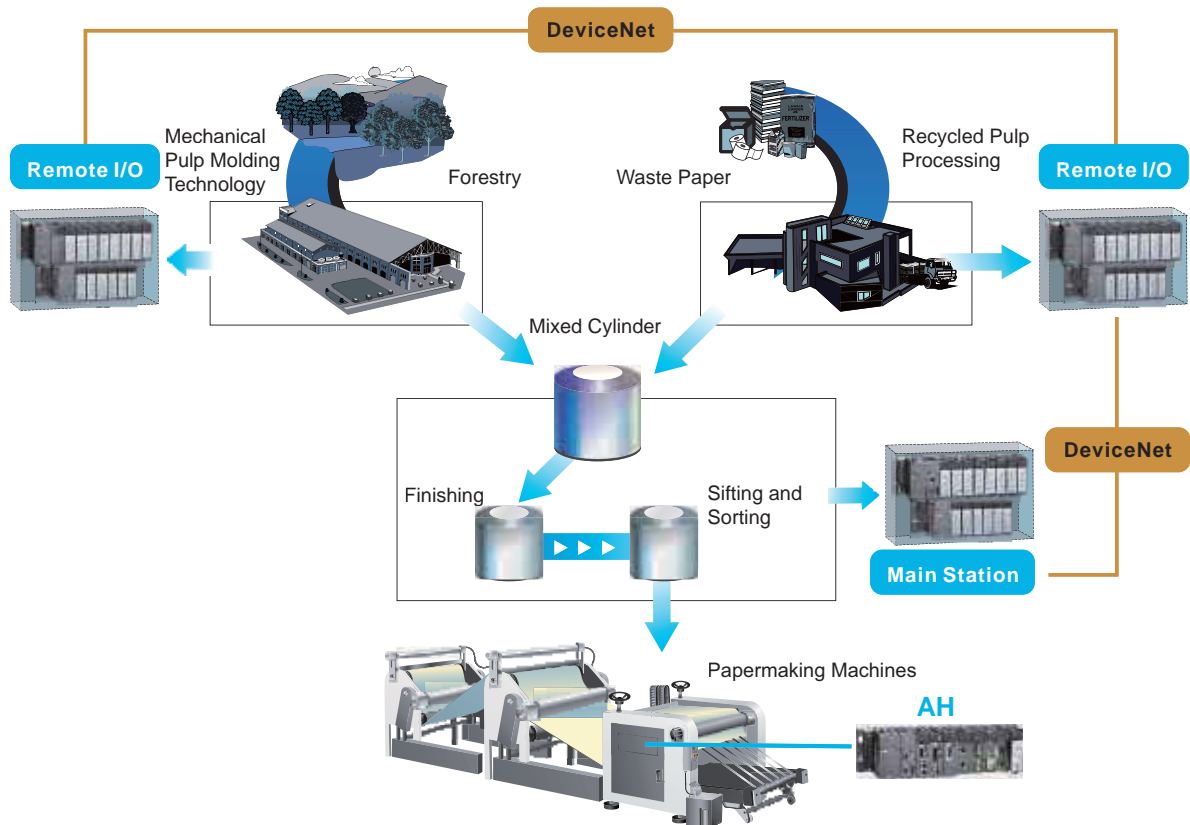 DeviceNet
Mechanical
Pulp Molding
Technology
Remote I/O
Forestry
Waste Paper
FERTILIZER
Recycled Pulp
Processing
Remote I/O
Mixed Cylinder
Finishing
Sifting and
Sorting
DeviceNet
Main Station
Papermaking Machines
AH